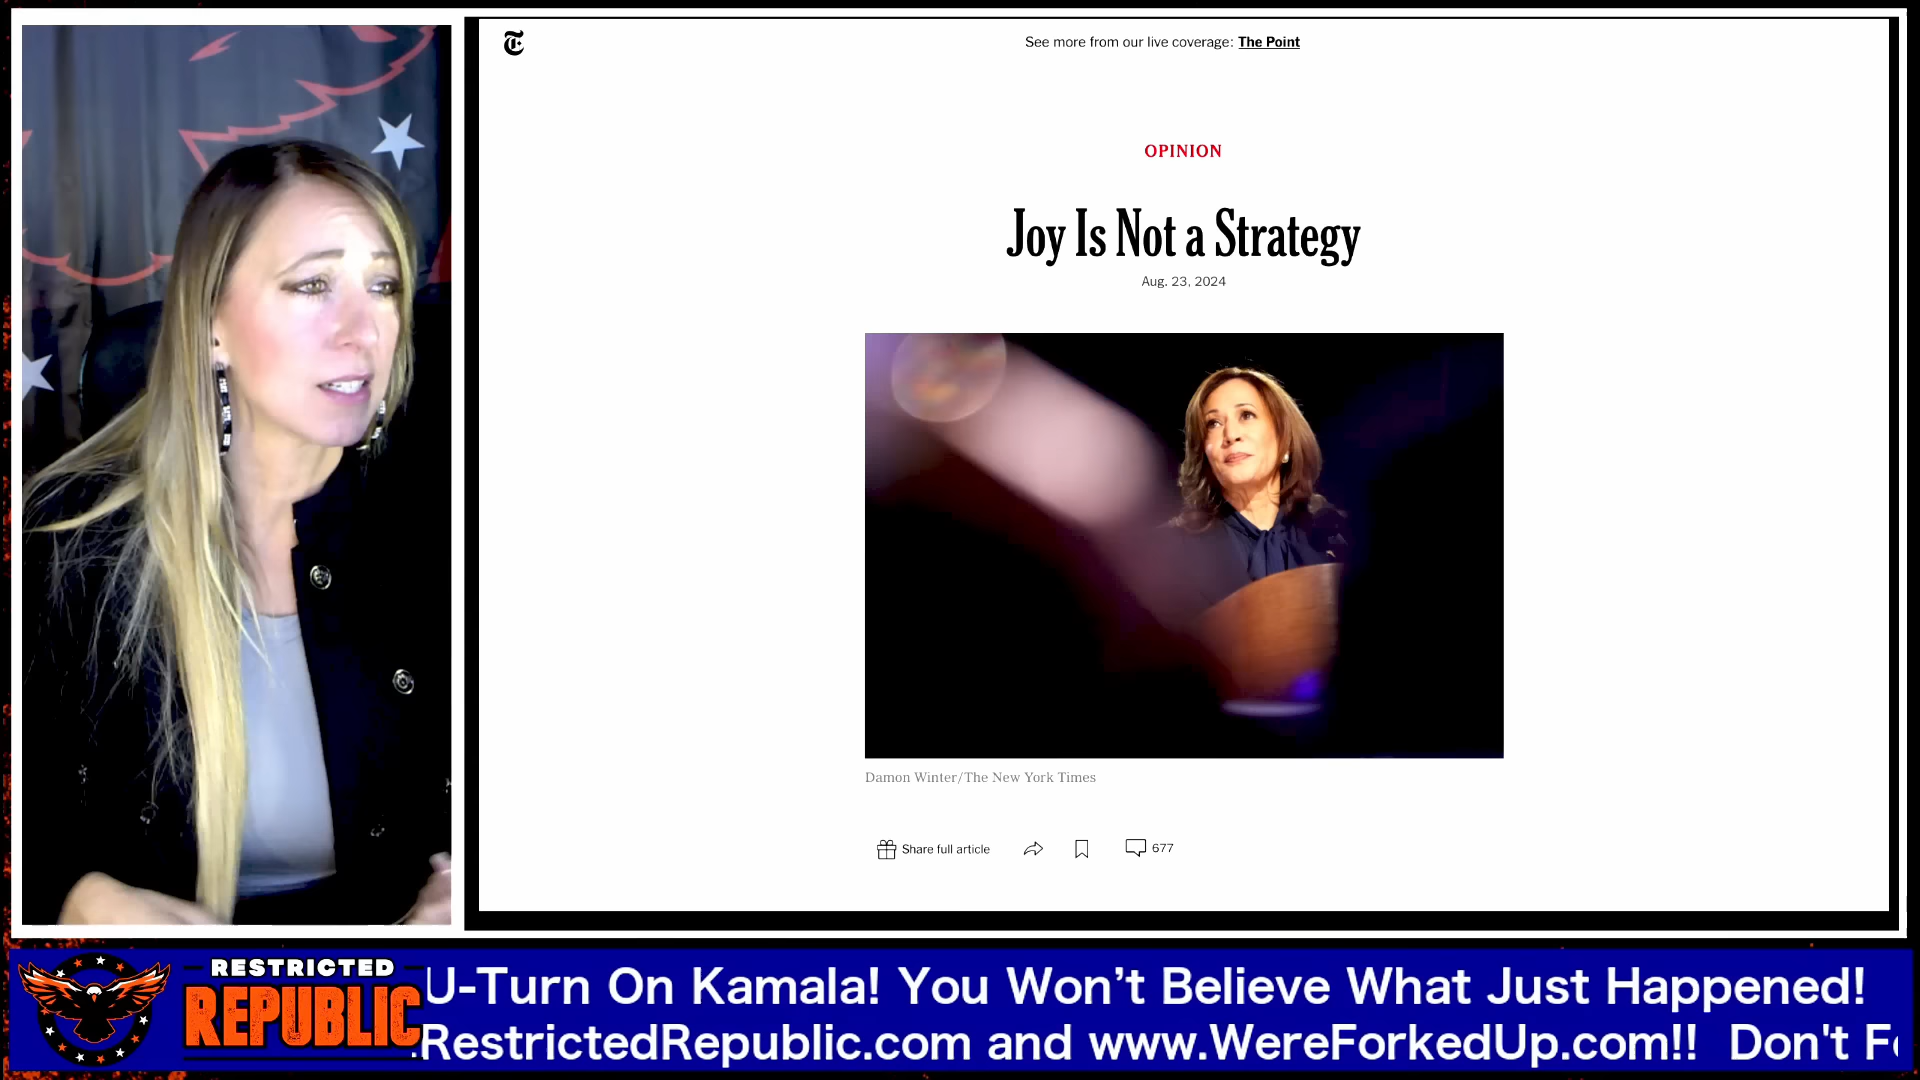 See more from our live coverage: The Point
OPINION
Joy Is Not a Strategy
Aug. 23, 2024
Damon Winter/The New York Times
Share full article
677
RESTRICTED
REPUBLIC
U-Turn On Kamala! You Won’t Believe What Just Happened!
.RestrictedRepublic.com and www.WereForkedUp.com!! Don't F